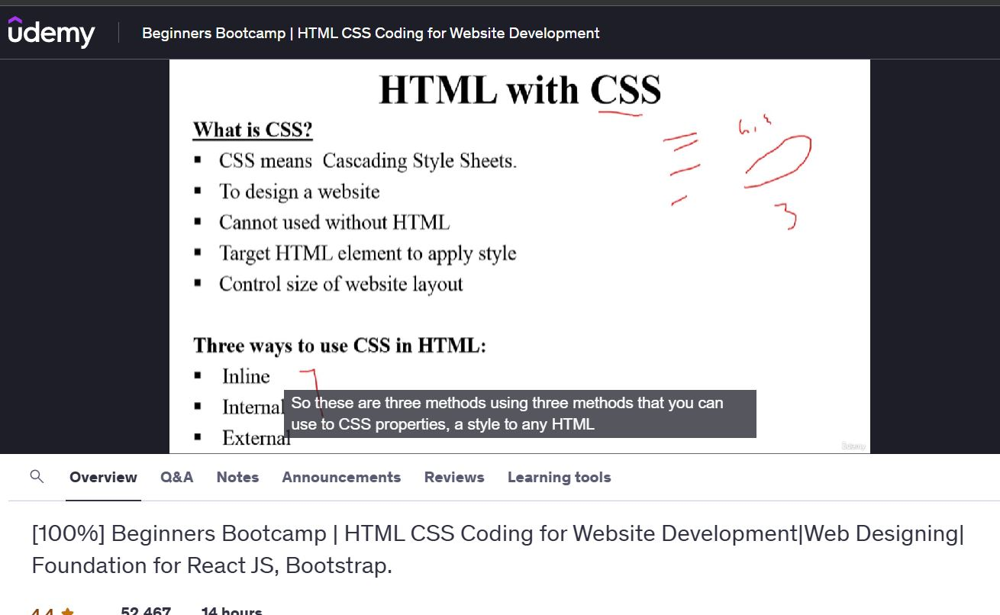 udemy
Beginners Bootcamp | HTML CSS Coding for Website Development
HTML with CSS
What is CSS?
▪ CSS means Cascading Style Sheets.
▪ To design a website
▪ Cannot used without HTML
▪ Target HTML element to apply style
▪ Control size of website layout
3
Three ways to use CSS in HTML:
▪ Inline
▪ Internal
▪ External
So these are three methods using three methods that you can
use to CSS properties, a style to any HTML
udemy
Overview Q&A Notes Announcements Reviews Learning tools
[100%] Beginners Bootcamp | HTML CSS Coding for Website Development|Web Designing|
Foundation for React JS, Bootstrap.
4.4 52,467 14 hours